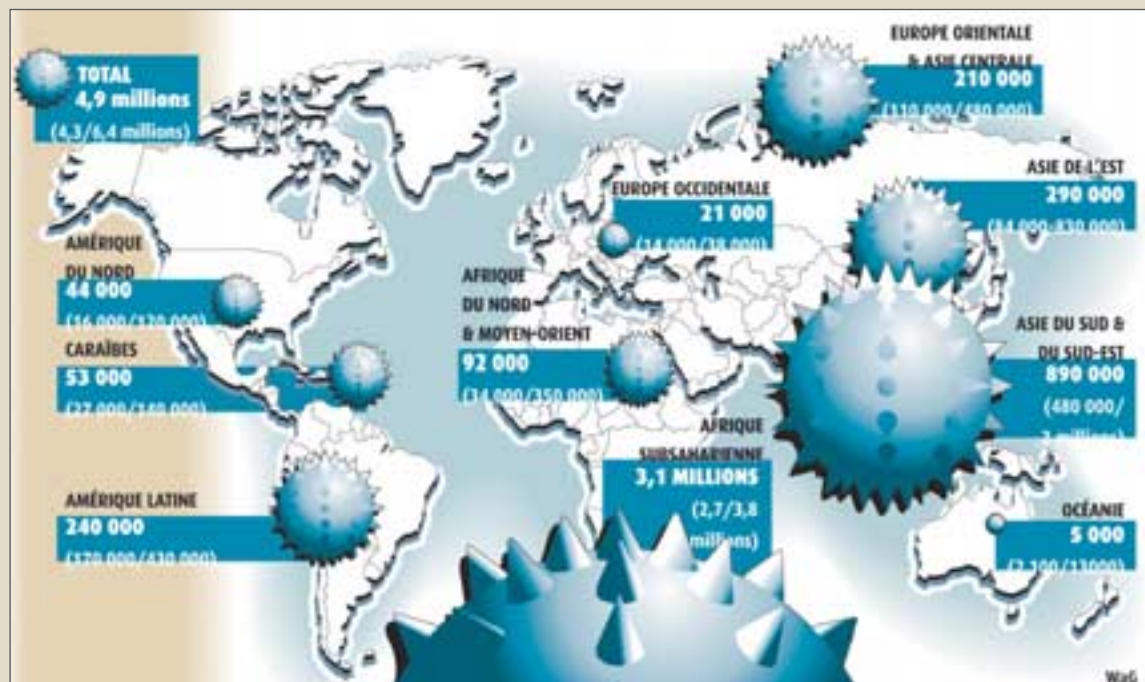 TOTAL
4,9 millions
(4,3/6,4 millions)
EUROPE ORIENTALE
& ASIE CENTRALE
210 000
(110 000/480 000)
ASIE DE L'EST
290 000
(84 000-830 000)
EUROPE OCCIDENTALE
21 000
(14 000/38 000)
AMÉRIQUE
DU NORD
44 000
(16 000/120 000)
AFRIQUE
DU NORD
& MOYEN-ORIENT
92 000
(34 000/350 000)
ASIE DU SUD &
DU SUD-EST
890 000
(480 000/
2 millions)
CARAÏBES
53 000
(27 000/140 000)
AFRIQUE
SUBSAHARIENNE
3,1 MILLIONS
(2,7/3,8
millions)
AMÉRIQUE LATINE
240 000
(170 000/430 000)
OCÉANIE
5 000
(2 100/13000)
WaG